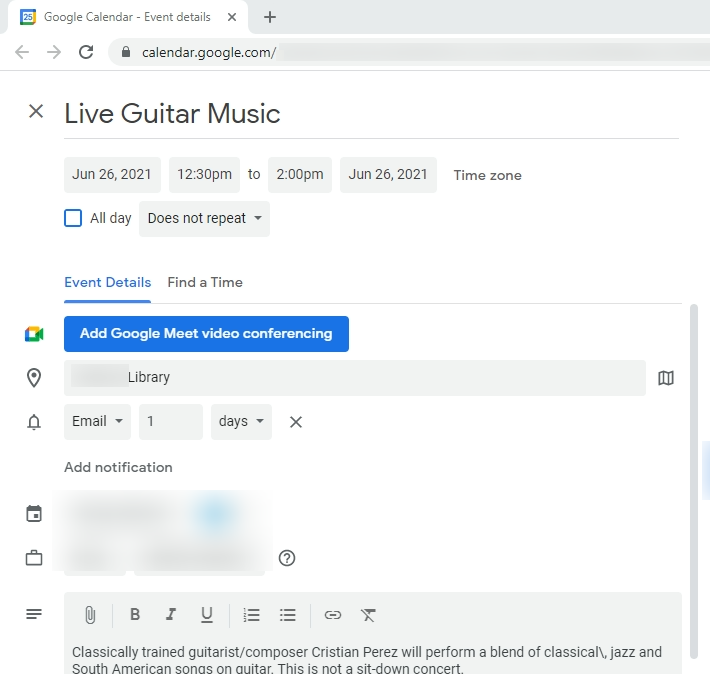 25 Google Calendar - Event details
calendar.google.com/
Live Guitar Music
Jun 26, 2021 12:30pm to 2:00pm Jun 26, 2021 Time zone
All day Does not repeat
Event Details Find a Time
Add Google Meet video conferencing
Library
Email 1 days
Add notification
B I U
Classically trained guitarist/composer Cristian Perez will perform a blend of classical\, jazz and
South American songs on guitar. This is not a sit-down concert.